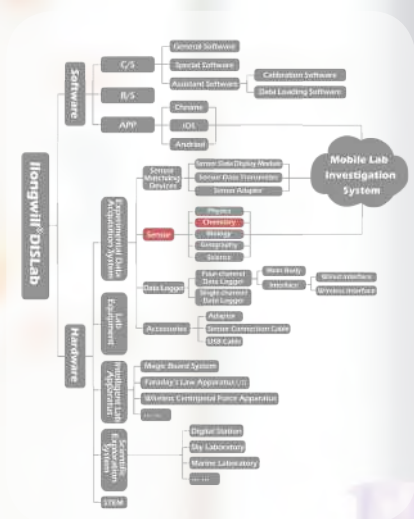 llongwill®DISLab
Software
C/S
General Software
Special Software
Assistant Software
Calibration Software
Data Loading Software
B/S
APP
Chrome
iOS
Andriod
Mobile Lab
Investigation
System
Hardware
Experimental Data
Acquisition System
Sensor
Matching
Devices
Sensor Data Display Module
Sensor Data Transmitter
Sensor Adaptor
Sensor
Physics
Chemistry
Biology
Geography
Science
Data Logger
Four-channel
Data Logger
Main Body
Interface
Wired Interface
Wireless Interface
Single-channel
Data Logger
Accessories
Adaptor
Sensor Connection Cable
USB Cable
Lab
Equipment
Intelligent Lab
Apparatus
Magic Board System
Faraday's Law Apparatus
Wireless Centripetal Force Apparatus
... ...
Scientific
Exploration
System
Digital Station
Sky Laboratory
Marine Laboratory
... ...
STEM